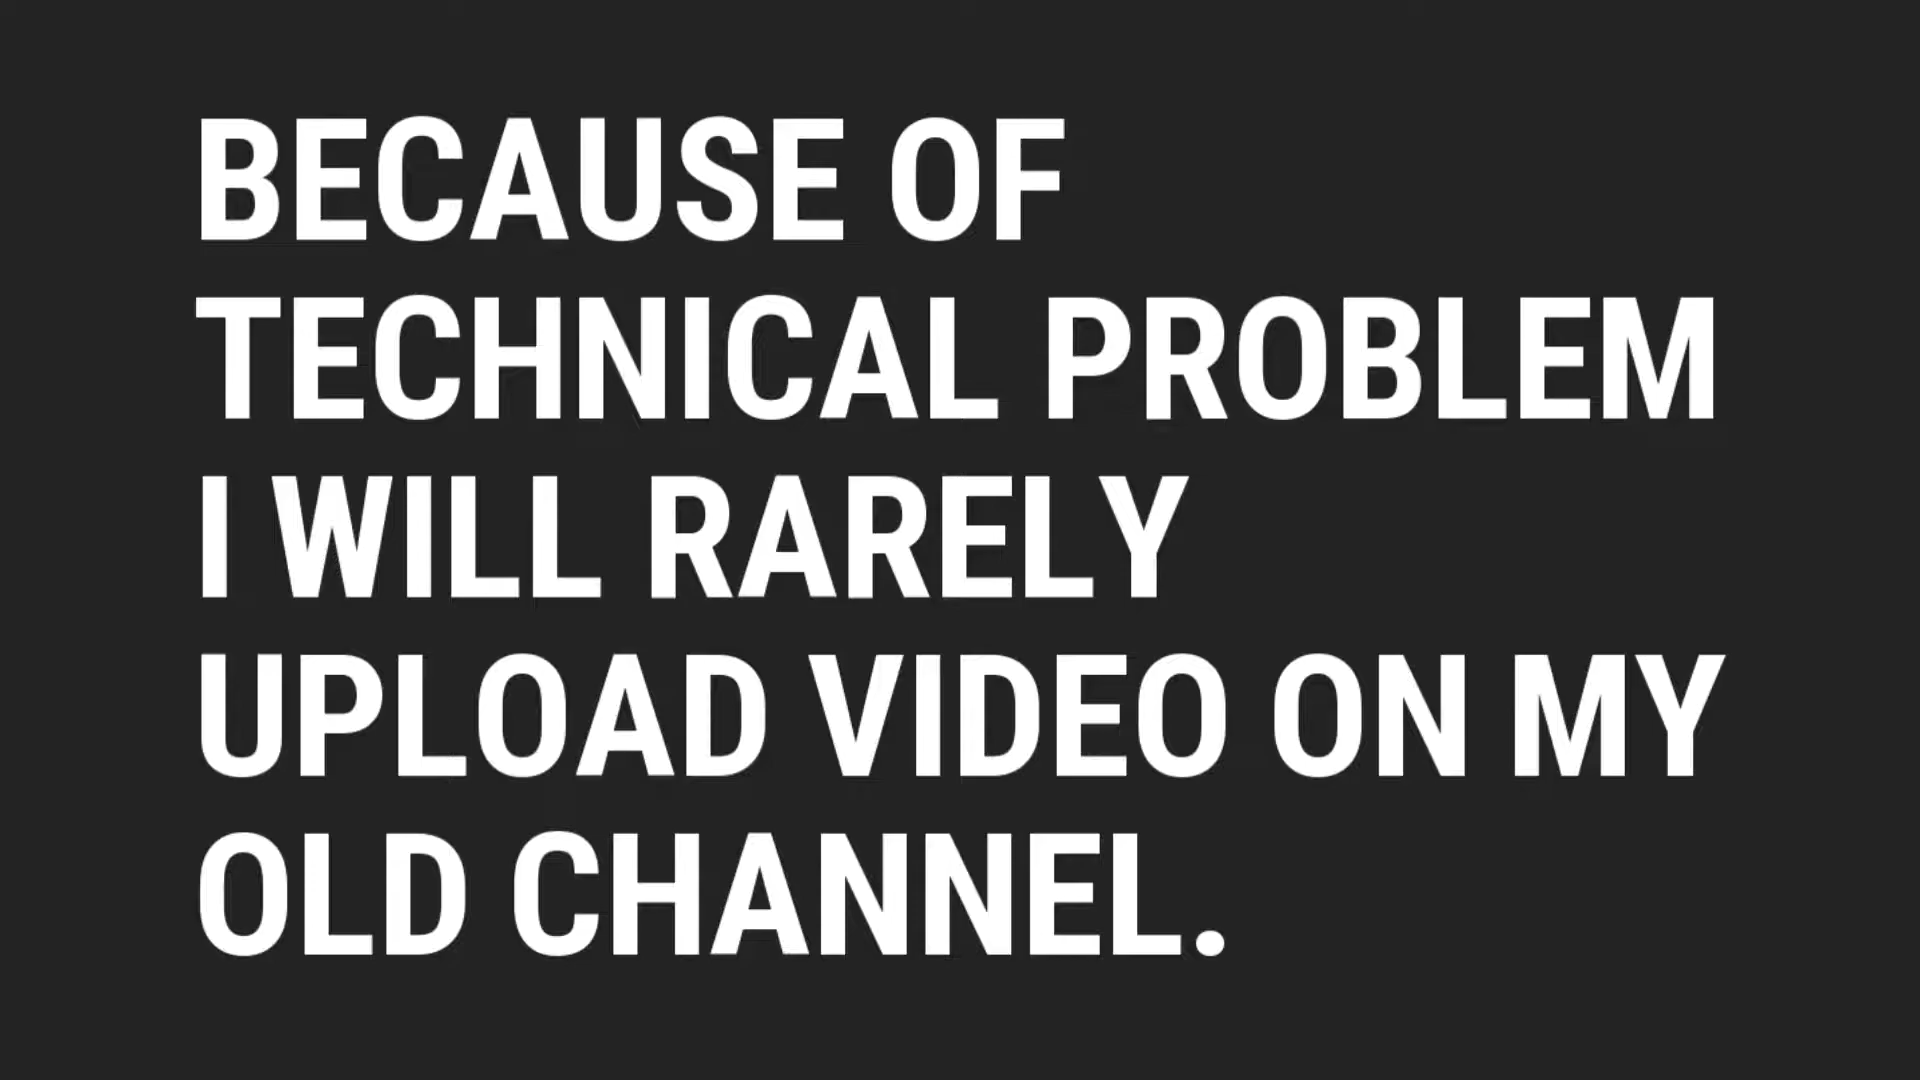 BECAUSE OF
TECHNICAL PROBLEM
I WILL RARELY
UPLOAD VIDEO ON MY
OLD CHANNEL.